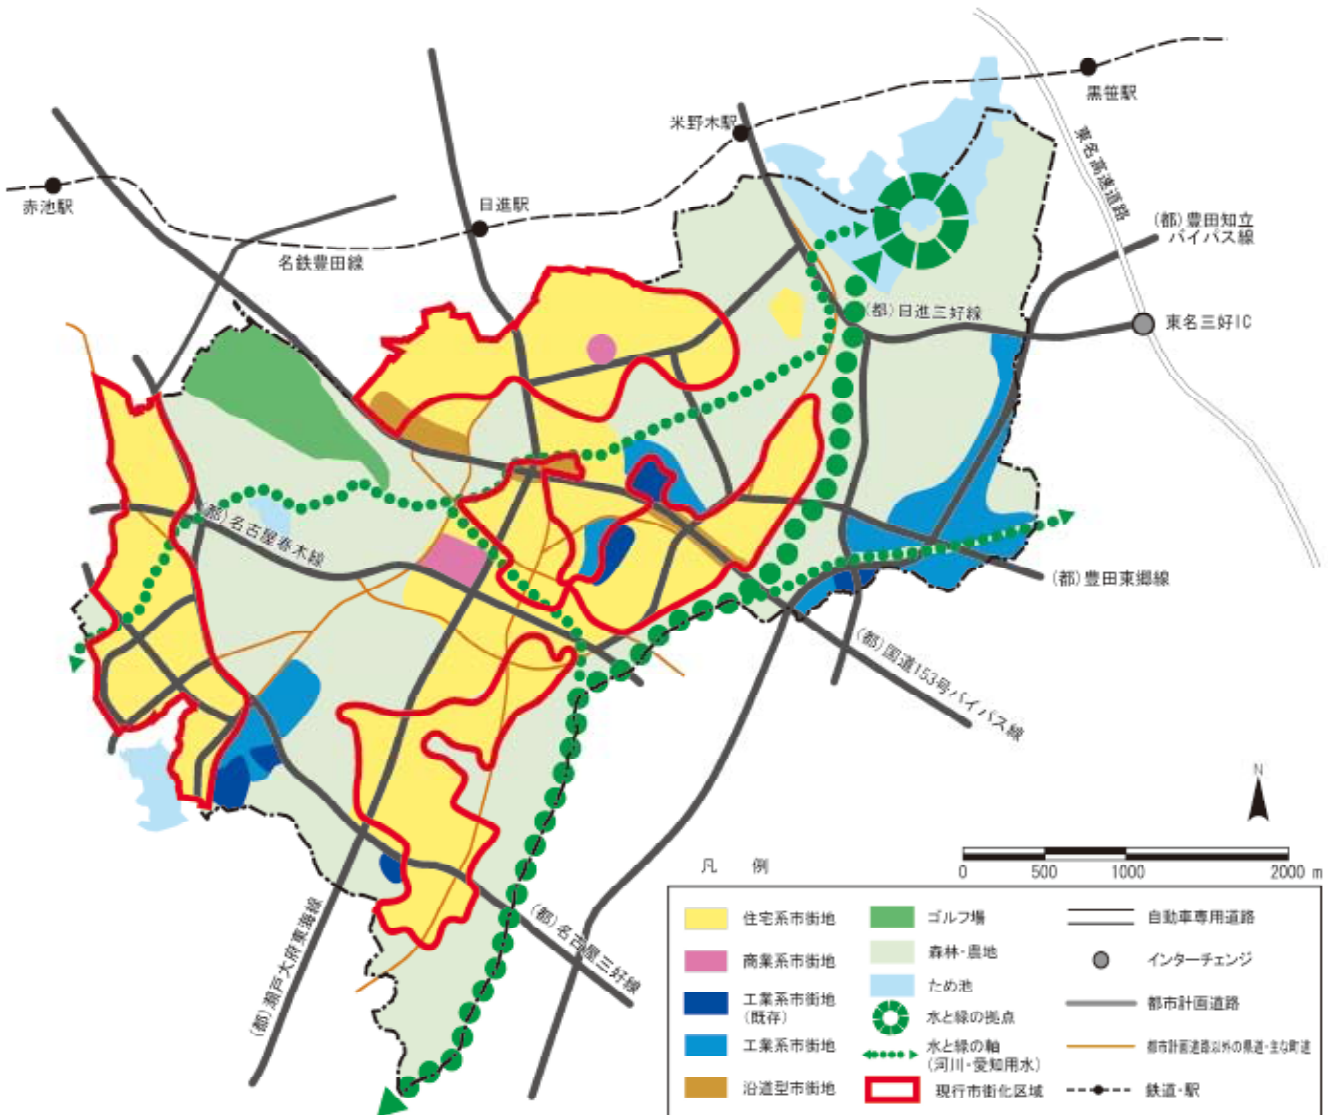 黒笹駅
米野木駅
東名高速道路
赤池駅
日進駅
(都)豊田知立
バイパス線
名鉄豊田線
(都)日進三好線
東名三好IC
(都)名古屋春木線
(都)豊田東郷線
(都)国道153号バイパス線
(都)瀬戸大府東海線
(都)名古屋三好線
N
0 500 1000 2000 m
凡 例
住宅系市街地
商業系市街地
工業系市街地
(既存)
工業系市街地
沿道型市街地
ゴルフ場
森林・農地
ため池
水と緑の拠点
水と緑の軸
(河川・愛知用水)
現行市街化区域
自動車専用道路
インターチェンジ
都市計画道路
都市計画道路以外の県道・主な町道
鉄道・駅